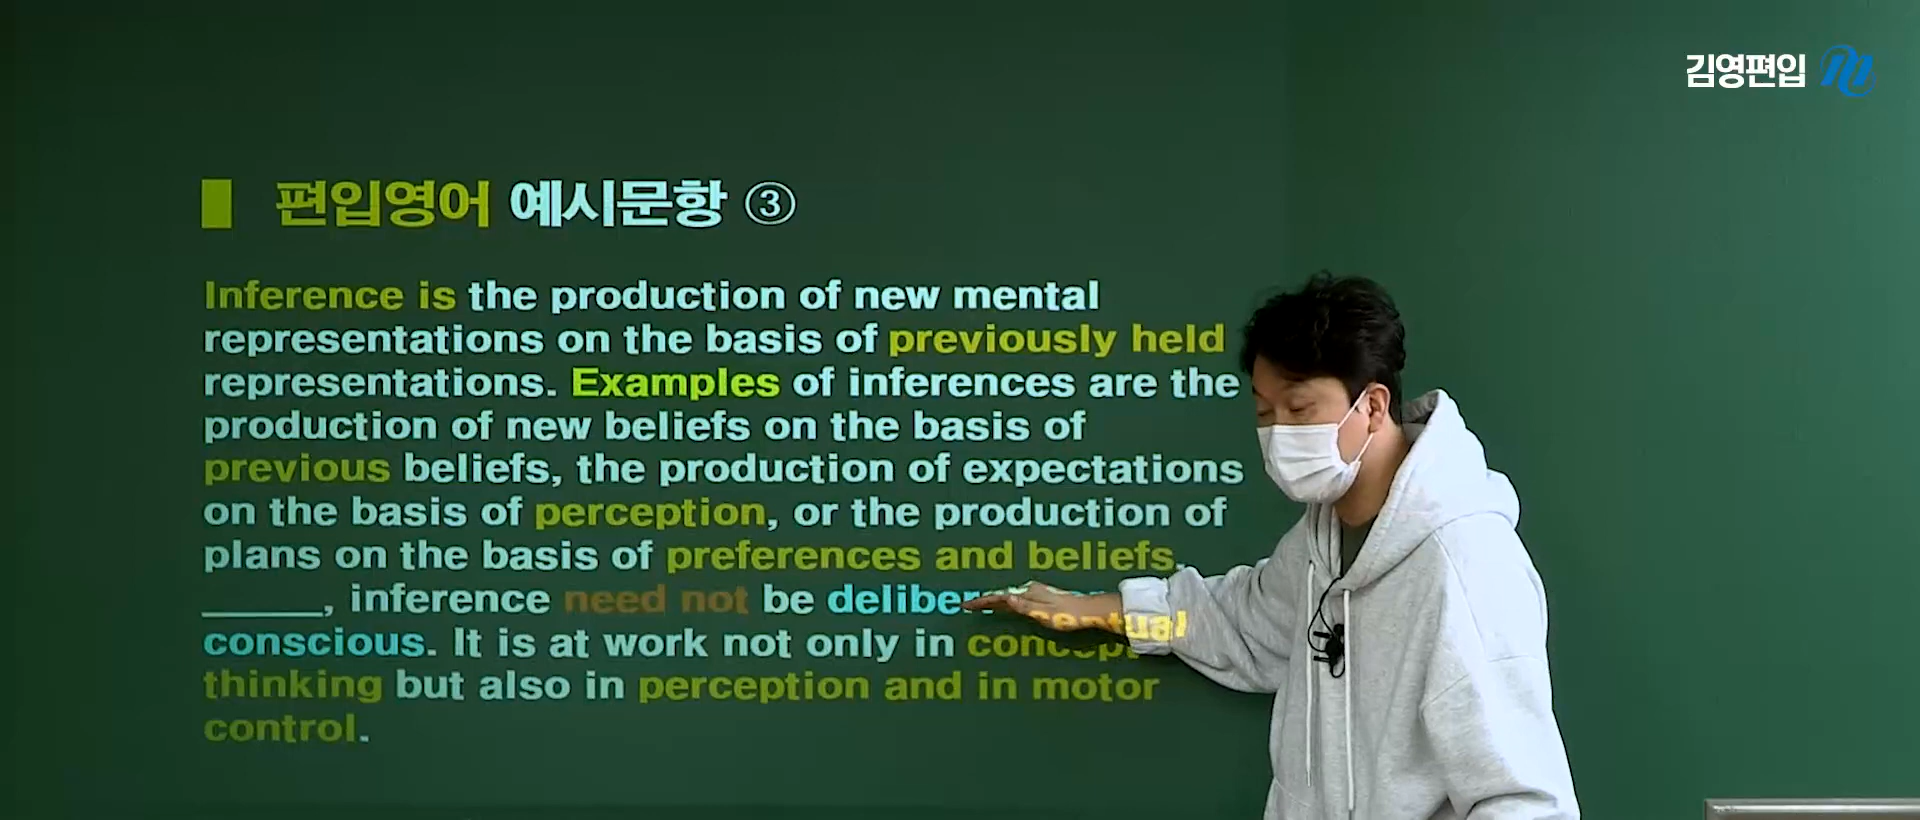 김영편입
편입영어 예시문항 ③
Inference is the production of new mental
representations on the basis of previously held
representations. Examples of inferences are the
production of new beliefs on the basis of
previous beliefs, the production of expectations
on the basis of perception, or the production of
plans on the basis of preferences and beliefs.
______, inference need not be
conscious. It is at work not only in conceptual
thinking but also in perception and in motor
control.